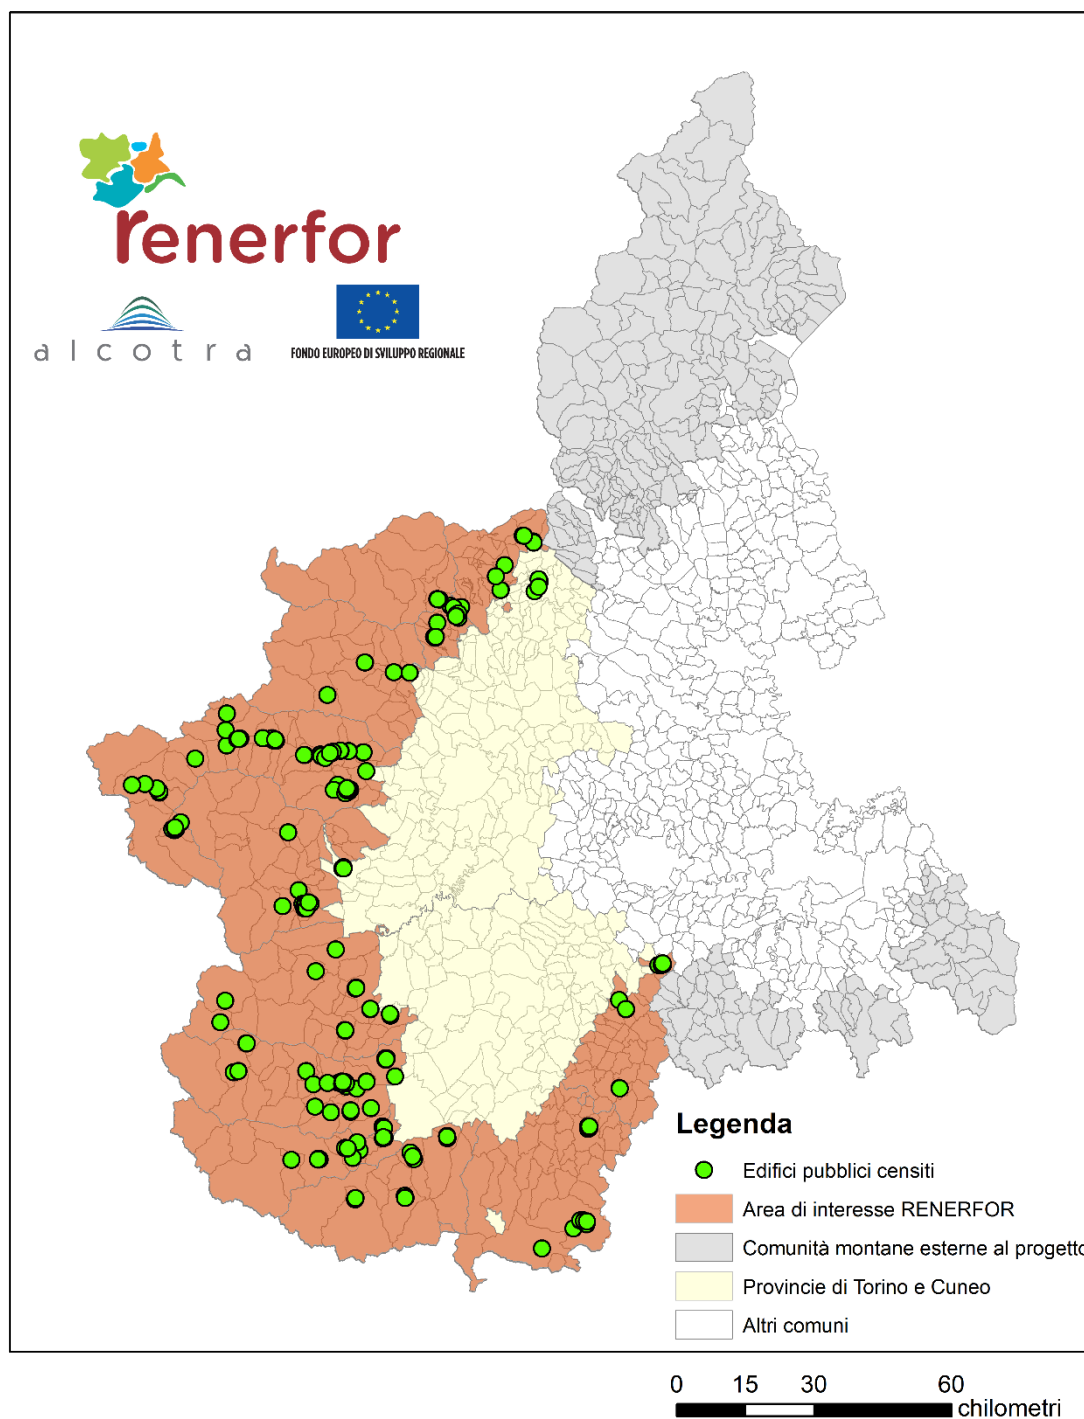 renerfor
alcotra
FONDO EUROPEO DI SVILUPPO REGIONALE
Legenda
Edifici pubblici censiti
Area di interesse RENERFOR
Comunità montane esterne al progetto
Provincie di Torino e Cuneo
Altri comuni
0 15 30 60
chilometri